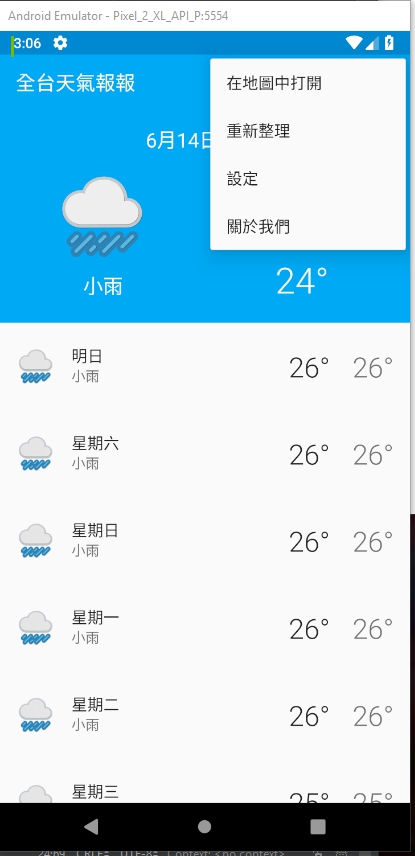 Android Emulator - Pixel_2_XL_API_P:5554
3:06
全台天氣報報
在地圖中打開
重新整理
設定
關於我們
6月14日
24°
小雨
明日
小雨
26° 26°
星期六
小雨
26° 26°
星期日
小雨
26° 26°
星期一
小雨
26° 26°
星期二
小雨
26° 26°
星期三
25° 25°